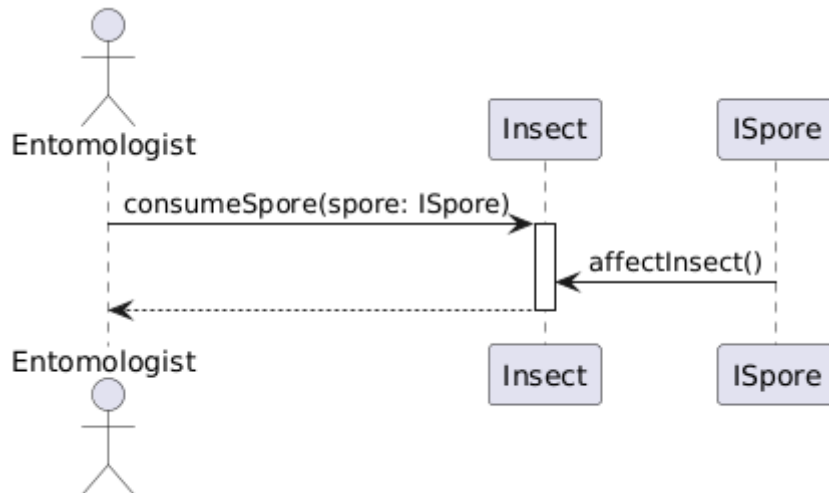 Entomologist
Insect
ISpore
consumeSpore(spore: ISpore)
affectInsect()
Entomologist
Insect
ISpore